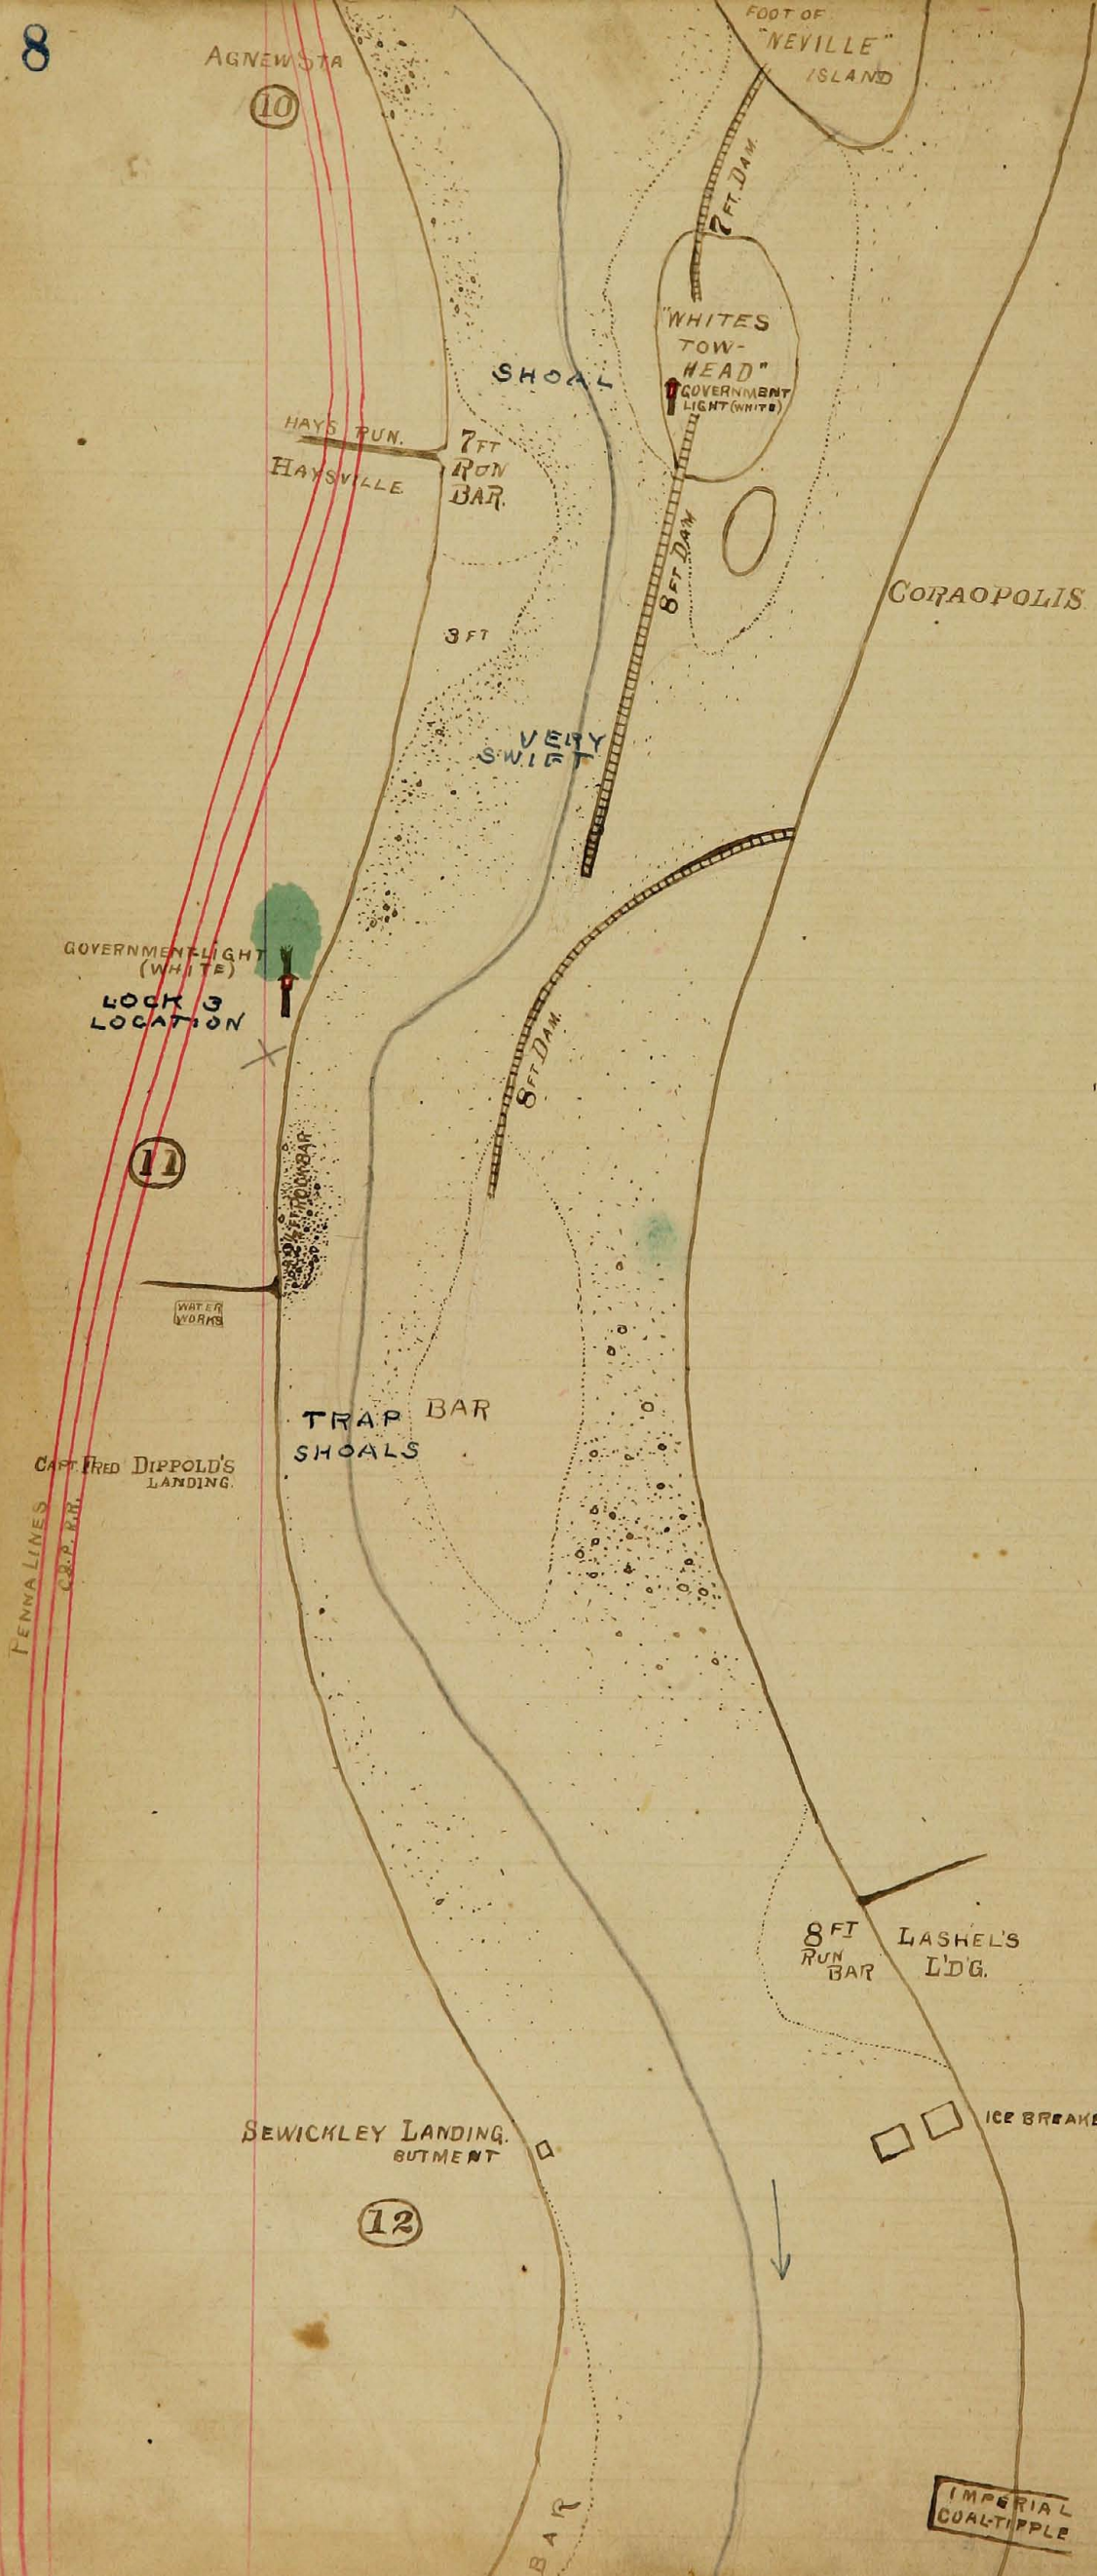 8
FOOT OF
"NEVILLE"
ISLAND
AGNEW STA
10
7 FT. DAM.
"WHITES
TOW-
HEAD"
GOVERNMENT
LIGHT (WHITE)
SHOAL
HAYS RUN.
HAYSVILLE
7 FT
RUN
BAR.
8 FT DAM
CORAOPOLIS
3 FT
VERY
SWIFT
GOVERNMENT-LIGHT
(WHITE)
LOCK 3
LOCATION
8 FT DAM.
11
BAR
WATER
WORKS
TRAP
SHOALS
BAR
CAPT. FRED DIPPOLD'S
LANDING.
PENNA LINES
C.&.P. R.R.
8 FT
RUN
BAR
LASHEL'S
L'D'G.
SEWICKLEY LANDING.
BUTMENT
ICE BREAKE
12
BAR
IMPERIAL
COAL-TIPPLE